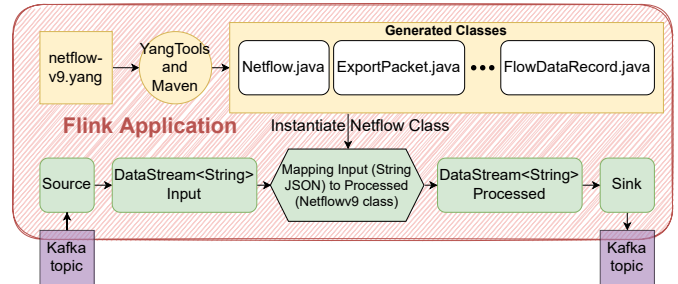 Generated Classes
netflow-
v9.yang
YangTools
and
Maven
Netflow.java
ExportPacket.java
FlowDataRecord.java
Flink Application
Instantiate Netflow Class
Source
DataStream<String>
Input
Mapping Input (String
JSON) to Processed
(Netflowv9 class)
DataStream<String>
Processed
Sink
Kafka
topic
Kafka
topic